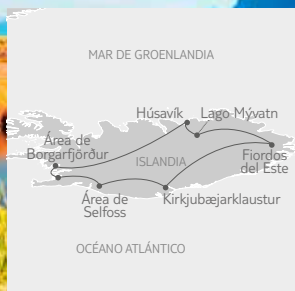 MAR DE GROENLANDIA
Húsavík Lago Mývatn
Área de
Borgarfjörður
ISLANDIA
Fiordos
del Este
Área de
Selfoss
Kirkjubæjarklaustur
OCÉANO ATLÁNTICO